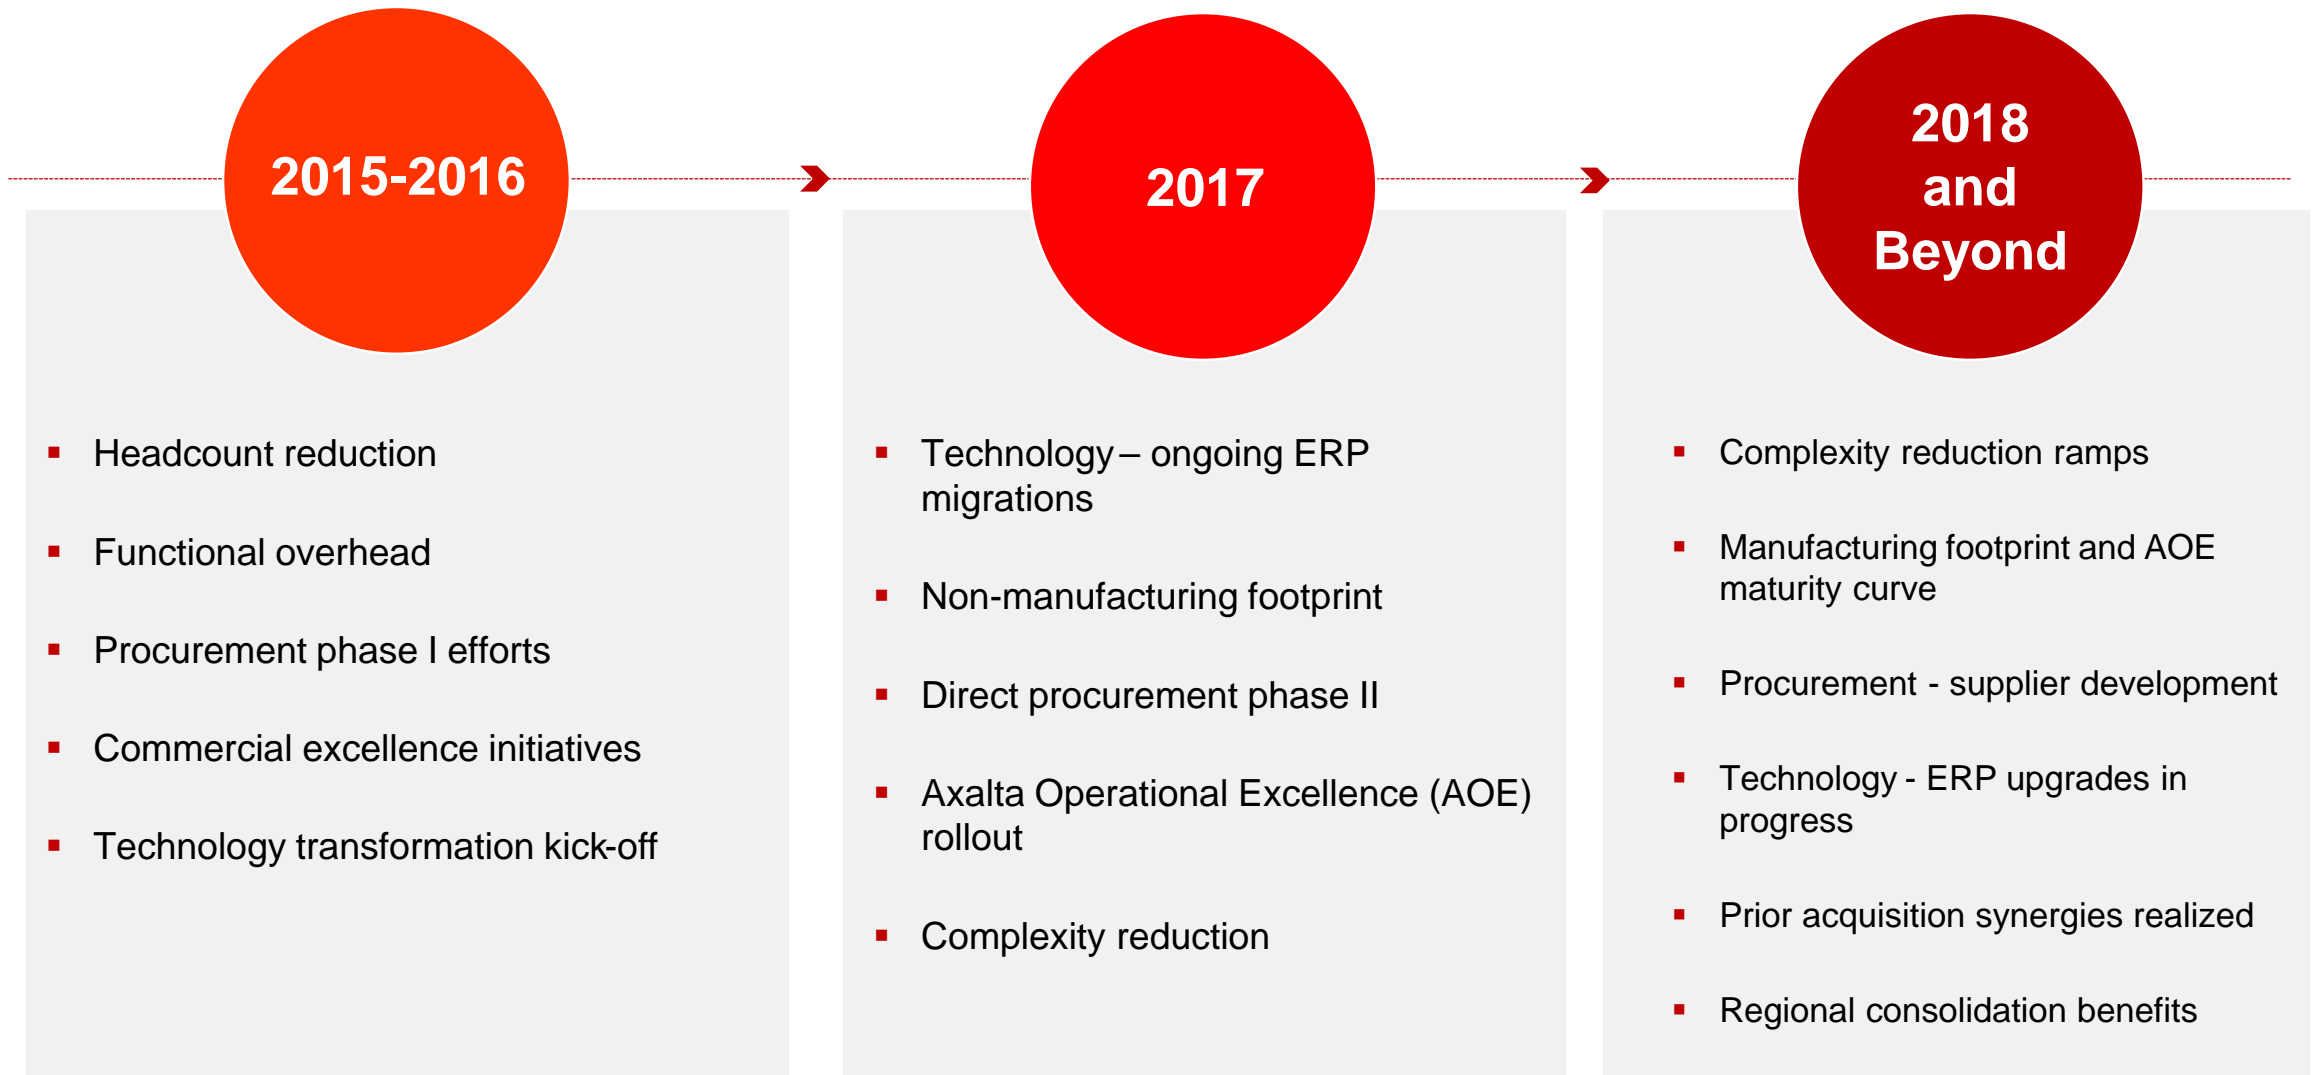 2015-2016
▪ Headcount reduction
▪ Functional overhead
▪ Procurement phase I efforts
▪ Commercial excellence initiatives
▪ Technology transformation kick-off
2017
▪ Technology – ongoing ERP
migrations
▪ Non-manufacturing footprint
▪ Direct procurement phase II
▪ Axalta Operational Excellence (AOE)
rollout
▪ Complexity reduction
2018
and
Beyond
▪ Complexity reduction ramps
▪ Manufacturing footprint and AOE
maturity curve
▪ Procurement - supplier development
▪ Technology - ERP upgrades in
progress
▪ Prior acquisition synergies realized
▪ Regional consolidation benefits